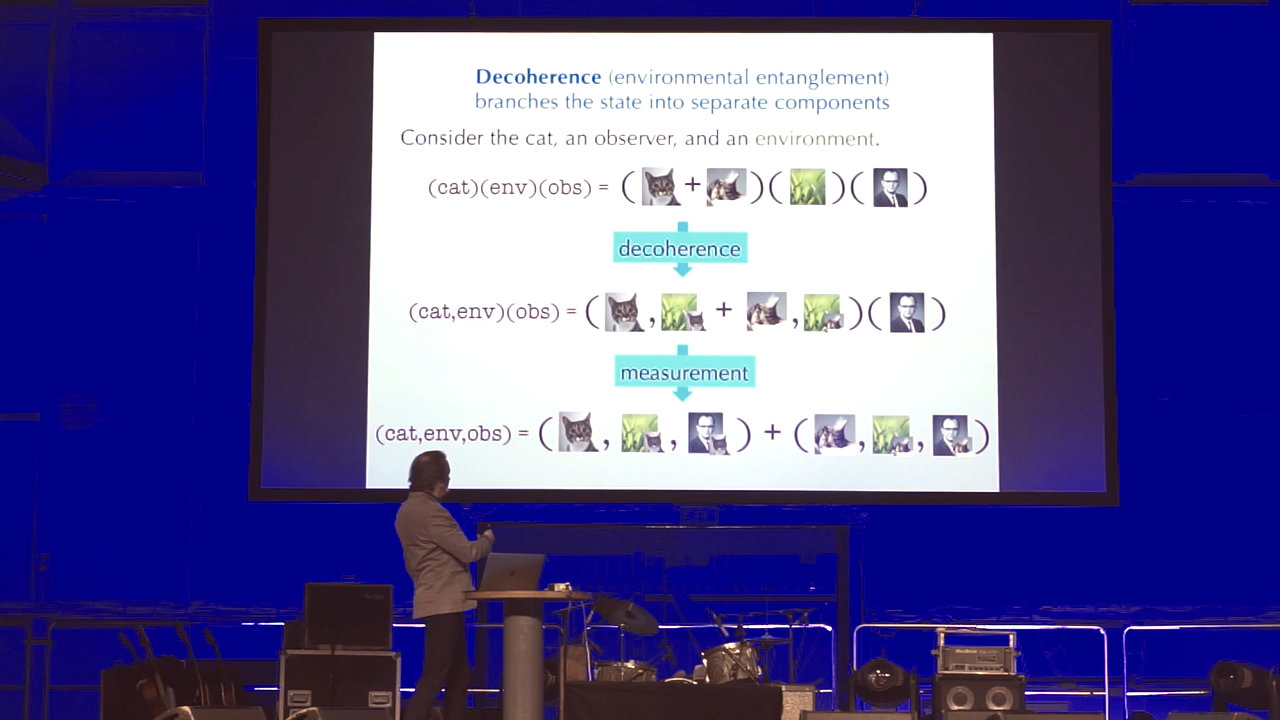 Decoherence (environmental entanglement)
branches the state into separate components
Consider the cat, an observer, and an environment.
(cat)(env)(obs) = ( + )( )( )
decoherence
(cat,env)(obs) = ( , + , )( )
measurement
(cat,env,obs) = ( , , ) + ( , , )